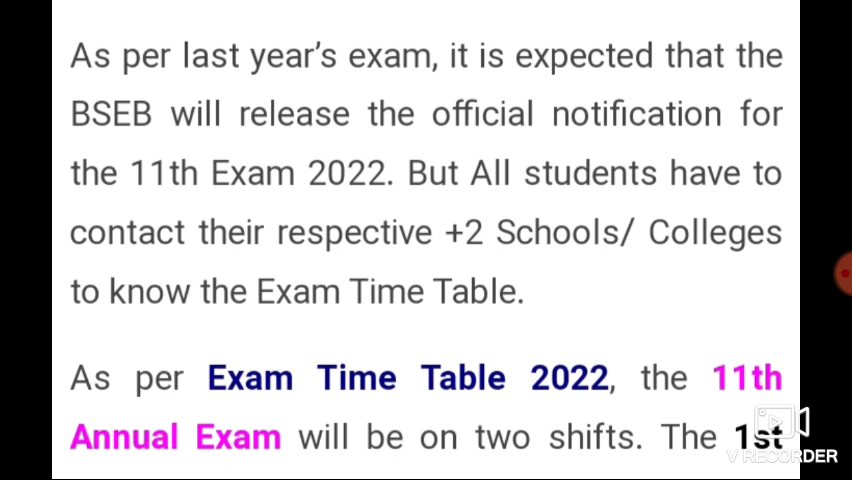 As per last year's exam, it is expected that the
BSEB will release the official notification for
the 11th Exam 2022. But All students have to
contact their respective +2 Schools/ Colleges
to know the Exam Time Table.
As per Exam Time Table 2022, the 11th
Annual Exam will be on two shifts. The 1st
V RECORDER